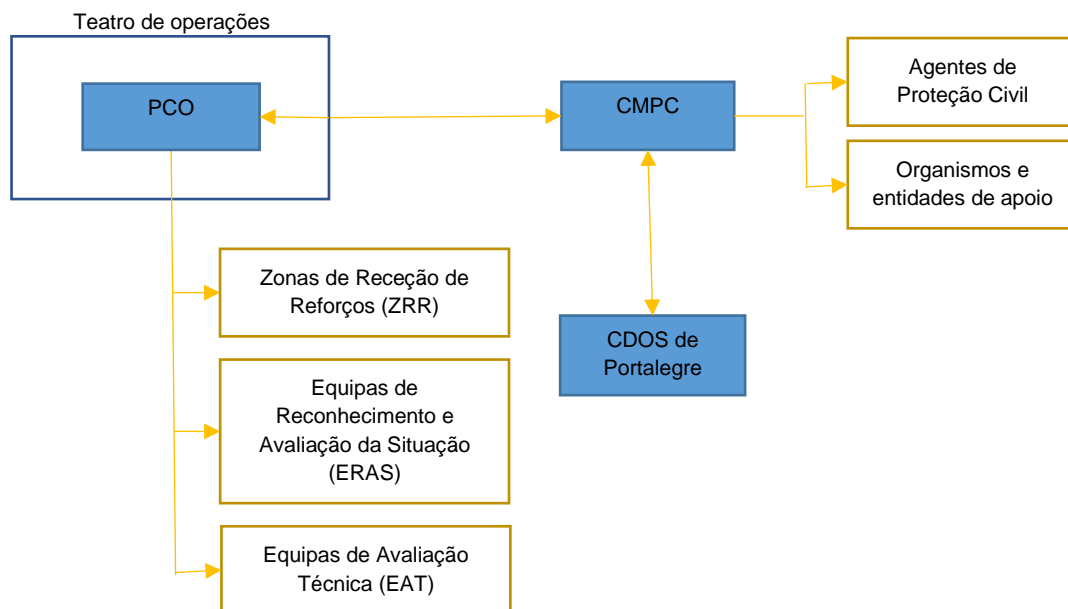 Teatro de operações
PCO
CMPC
Agentes de
Proteção Civil
Organismos e
entidades de apoio
Zonas de Receção de
Reforços (ZRR)
CDOS de
Portalegre
Equipas de
Reconhecimento e
Avaliação da Situação
(ERAS)
Equipas de Avaliação
Técnica (EAT)